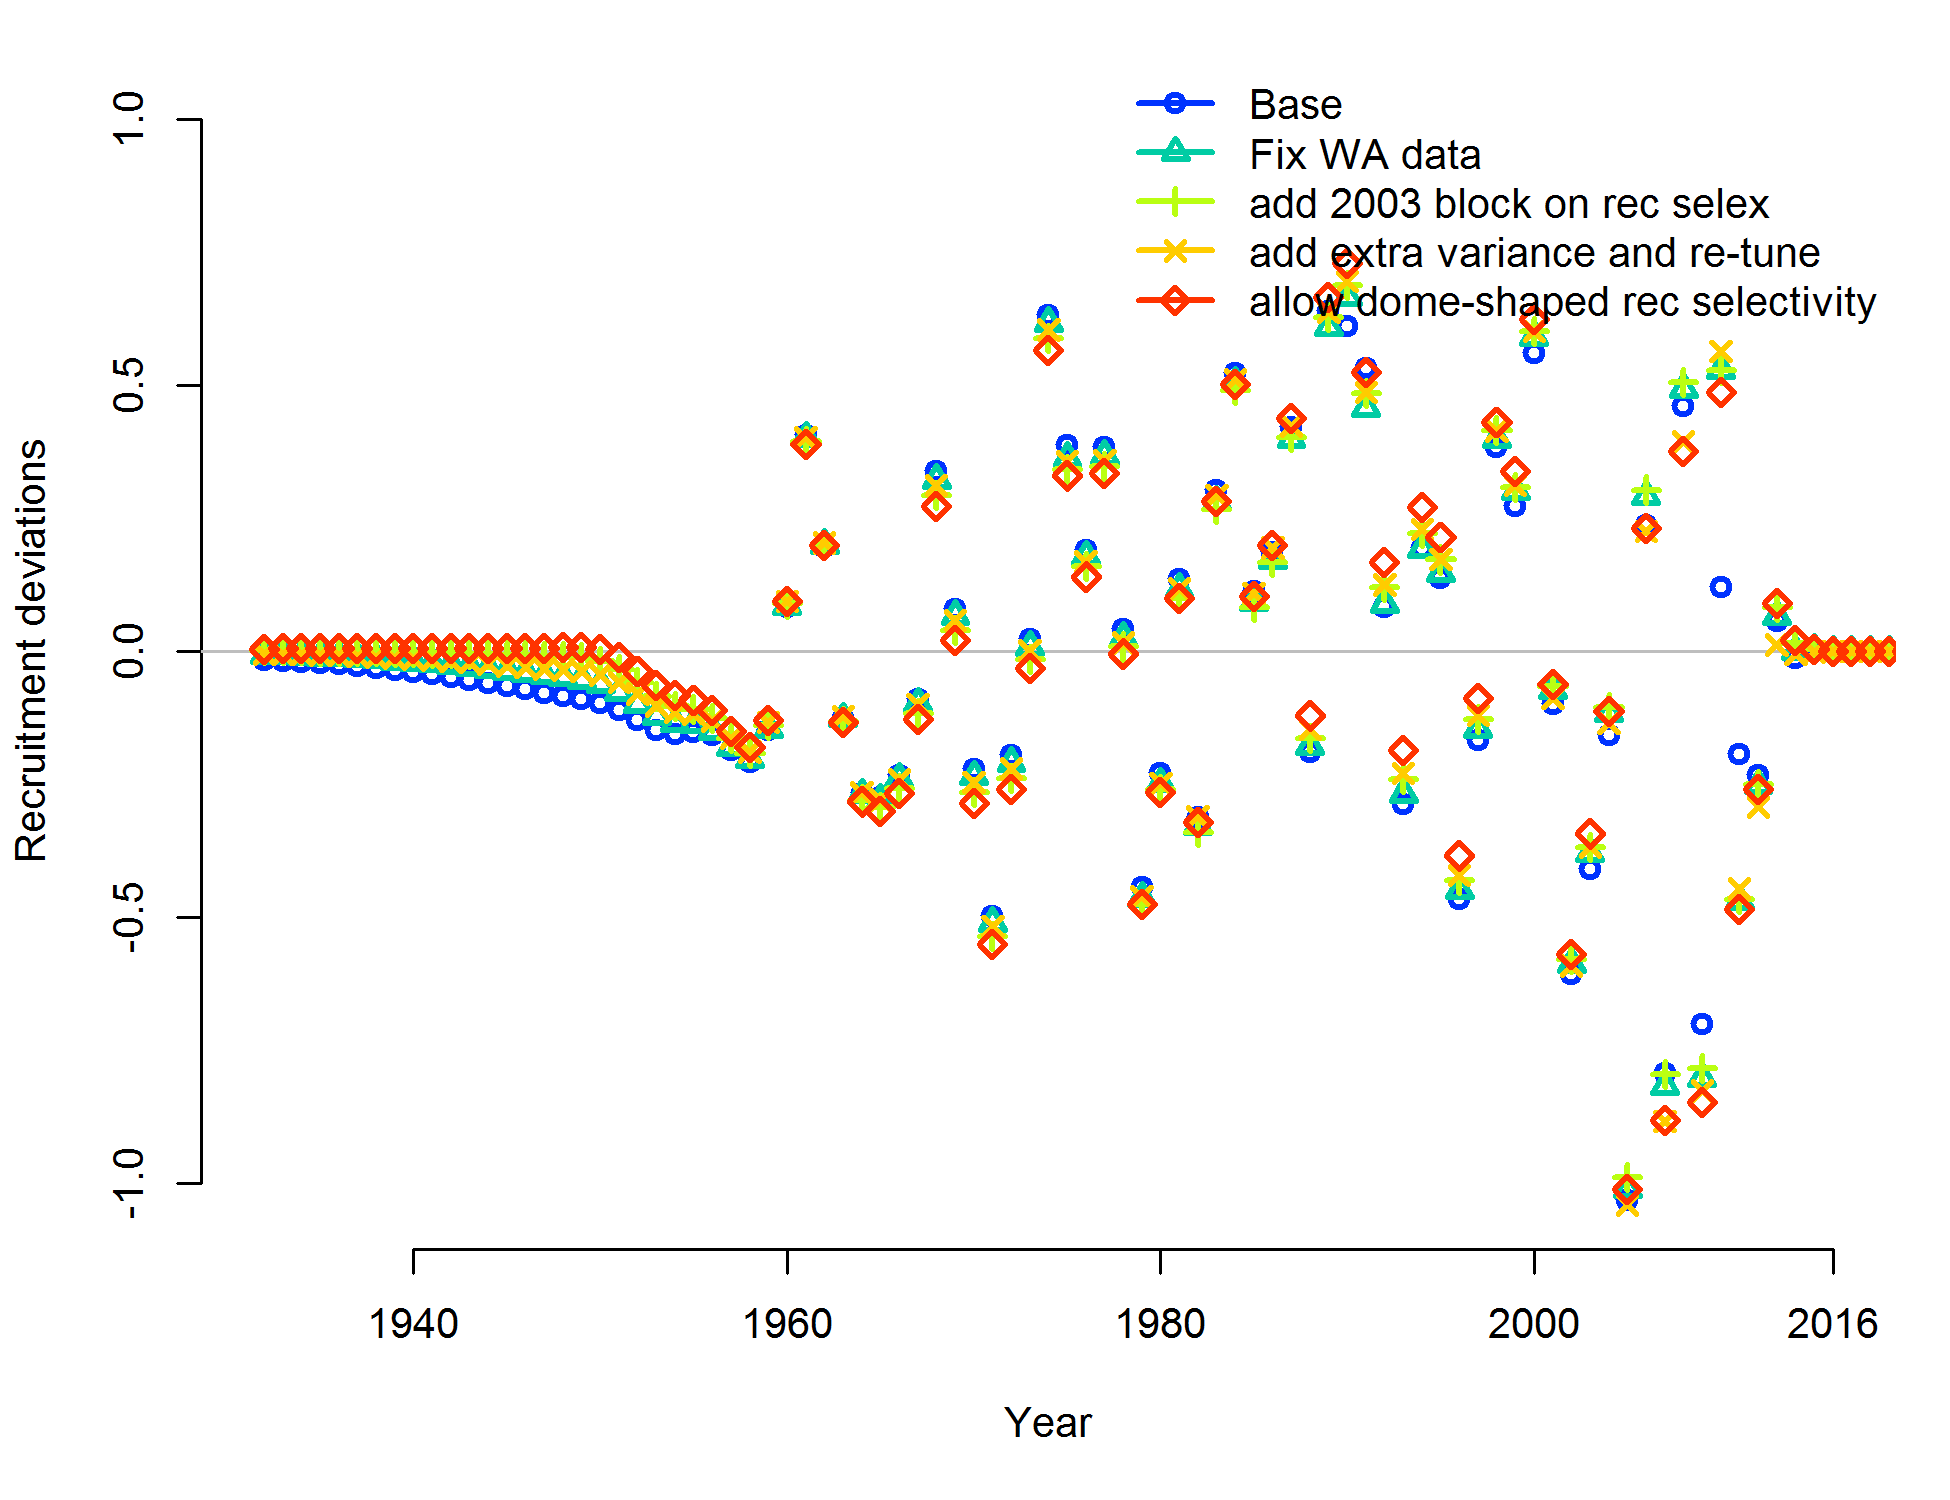 Base
Fix WA data
add 2003 block on rec selex
add extra variance and re-tune
allow dome-shaped rec selectivity
1.0
0.5
0.0
-0.5
-1.0
Recruitment deviations
1940 1960 1980 2000 2016
Year